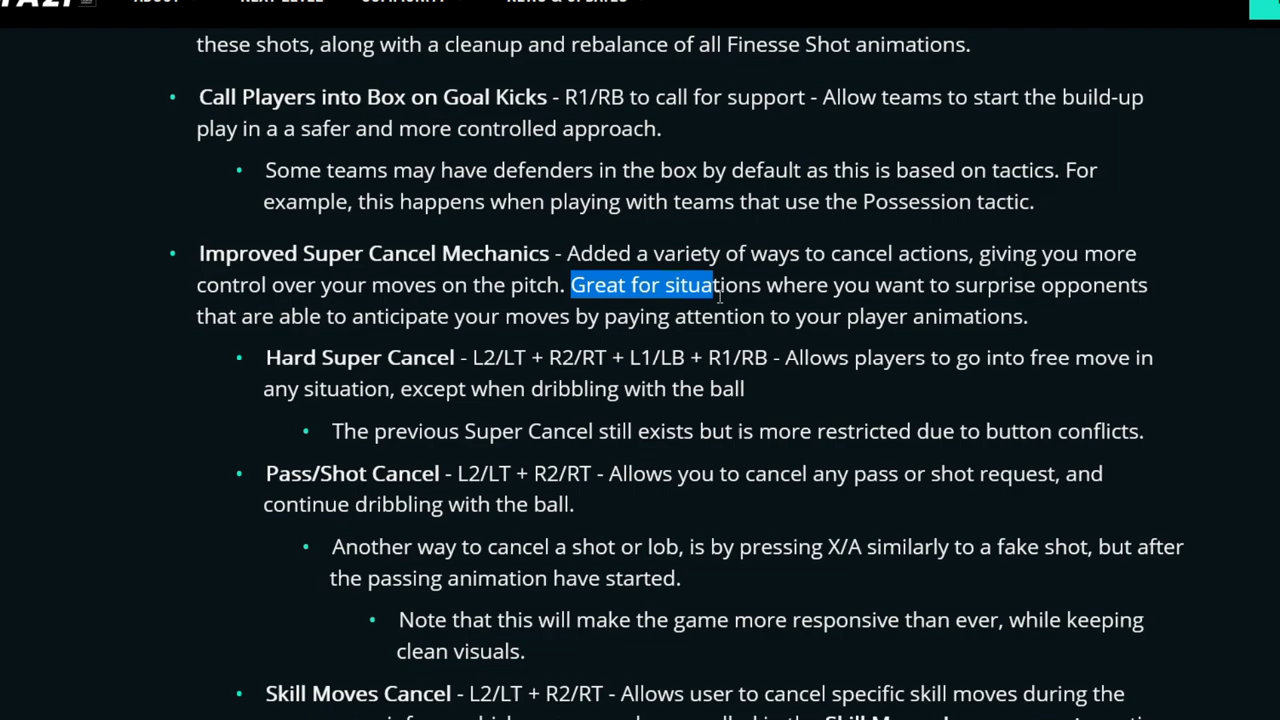 these shots, along with a cleanup and rebalance of all Finesse Shot animations.
• Call Players into Box on Goal Kicks - R1/RB to call for support - Allow teams to start the build-up
play in a a safer and more controlled approach.
• Some teams may have defenders in the box by default as this is based on tactics. For
example, this happens when playing with teams that use the Possession tactic.
• Improved Super Cancel Mechanics - Added a variety of ways to cancel actions, giving you more
control over your moves on the pitch. Great for situations where you want to surprise opponents
that are able to anticipate your moves by paying attention to your player animations.
• Hard Super Cancel - L2/LT + R2/RT + L1/LB + R1/RB - Allows players to go into free move in
any situation, except when dribbling with the ball
• The previous Super Cancel still exists but is more restricted due to button conflicts.
• Pass/Shot Cancel - L2/LT + R2/RT - Allows you to cancel any pass or shot request, and
continue dribbling with the ball.
• Another way to cancel a shot or lob, is by pressing X/A similarly to a fake shot, but after
the passing animation have started.
• Note that this will make the game more responsive than ever, while keeping
clean visuals.
• Skill Moves Cancel - L2/LT + R2/RT - Allows user to cancel specific skill moves during the